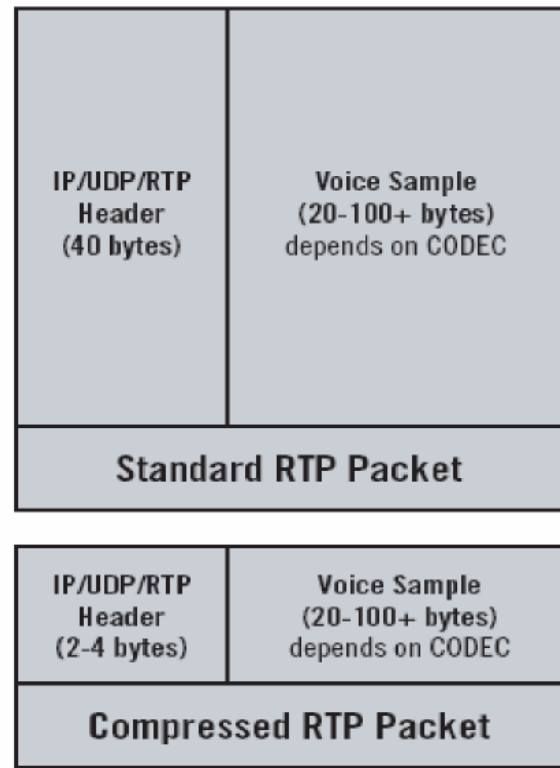 IP/UDP/RTP
Header
(40 bytes)
Voice Sample
(20-100+ bytes)
depends on CODEC
Standard RTP Packet
IP/UDP/RTP
Header
(2-4 bytes)
Voice Sample
(20-100+ bytes)
depends on CODEC
Compressed RTP Packet